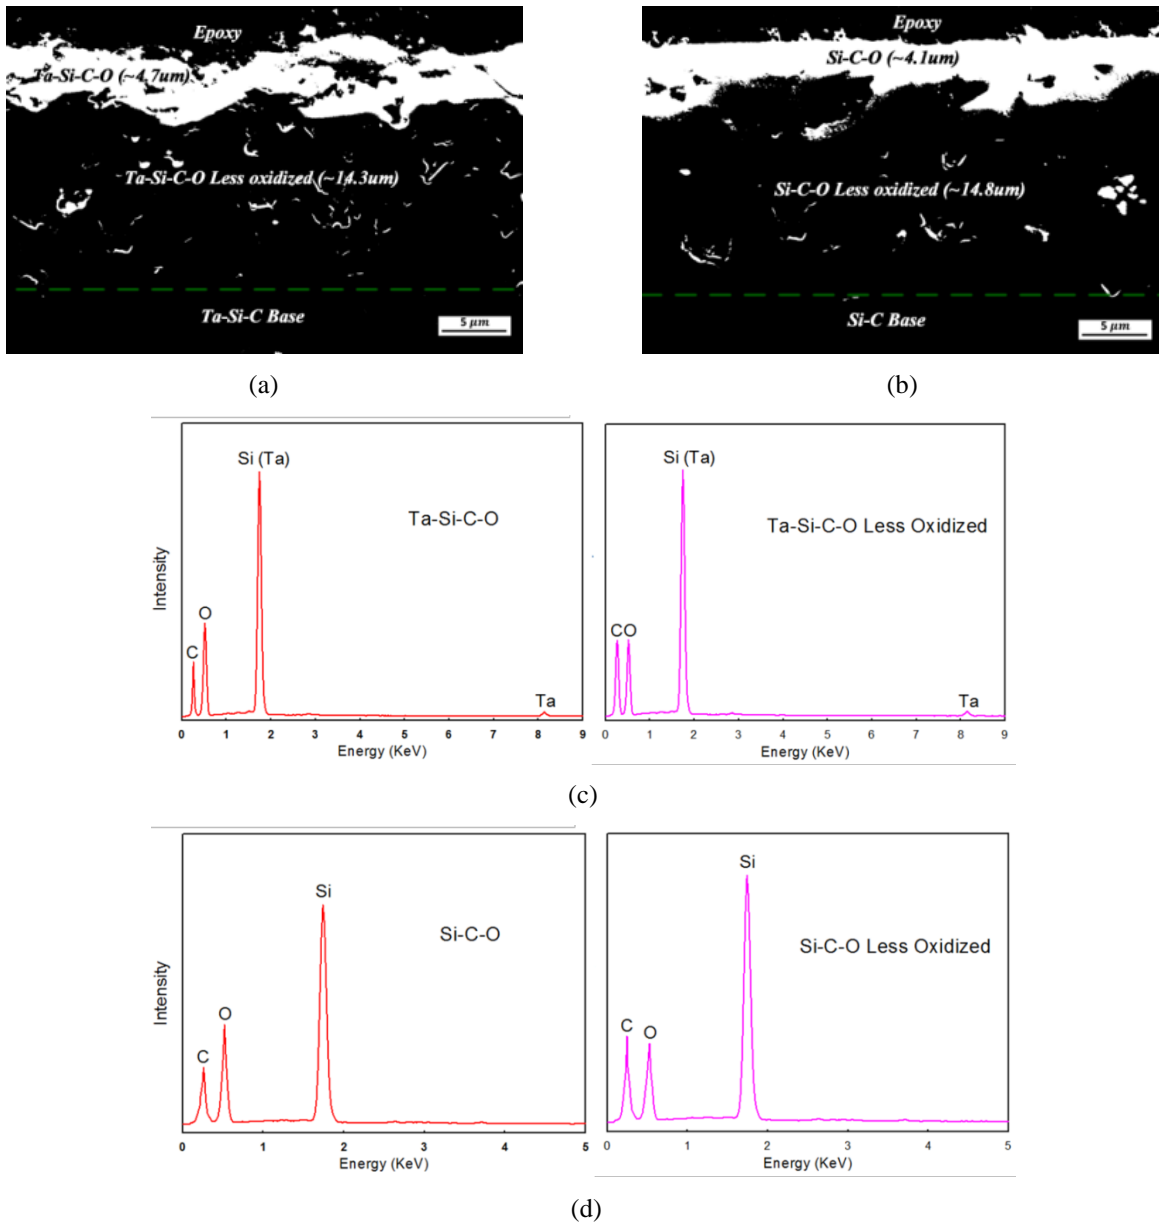 Epoxy
Ta-Si-C-O (~4.7um)
Ta-Si-C-O Less oxidized (~14.3um)
Ta-Si-C Base
5 μm
(a)
Epoxy
Si-C-O (~4.1um)
Si-C-O Less oxidized (~14.8um)
Si-C Base
5 μm
(b)
Si (Ta)
Ta-Si-C-O
O
C
Ta
Intensity
0 1 2 3 4 5 6 7 8 9
Energy (KeV)
Si (Ta)
Ta-Si-C-O Less Oxidized
CO
Ta
0 1 2 3 4 5 6 7 8 9
Energy (KeV)
(c)
Si
Si-C-O
O
C
Intensity
0 1 2 3 4 5
Energy (KeV)
Si
Si-C-O Less Oxidized
C
O
0 1 2 3 4 5
Energy (KeV)
(d)